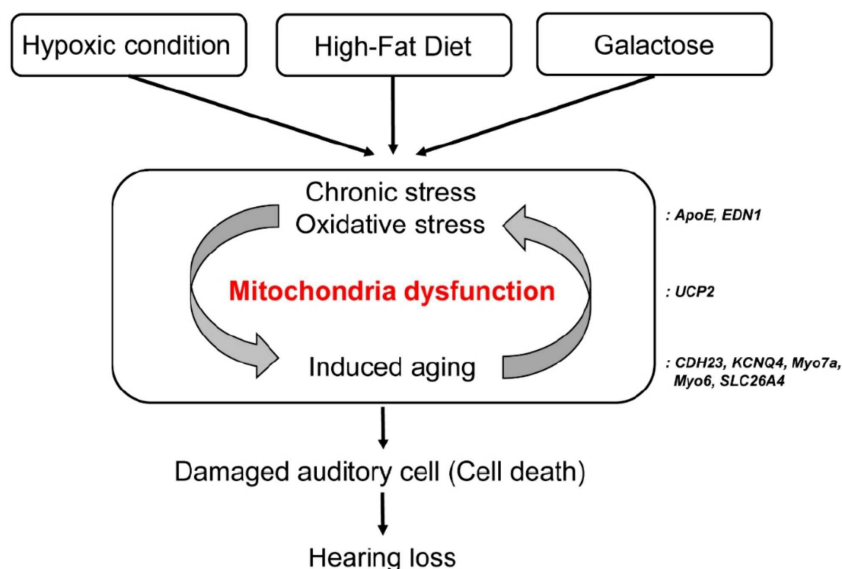 Hypoxic condition
High-Fat Diet
Galactose
Chronic stress
Oxidative stress
: ApoE, EDN1
Mitochondria dysfunction
: UCP2
Induced aging
: CDH23, KCNQ4, Myo7a,
Myo6, SLC26A4
Damaged auditory cell (Cell death)
Hearing loss